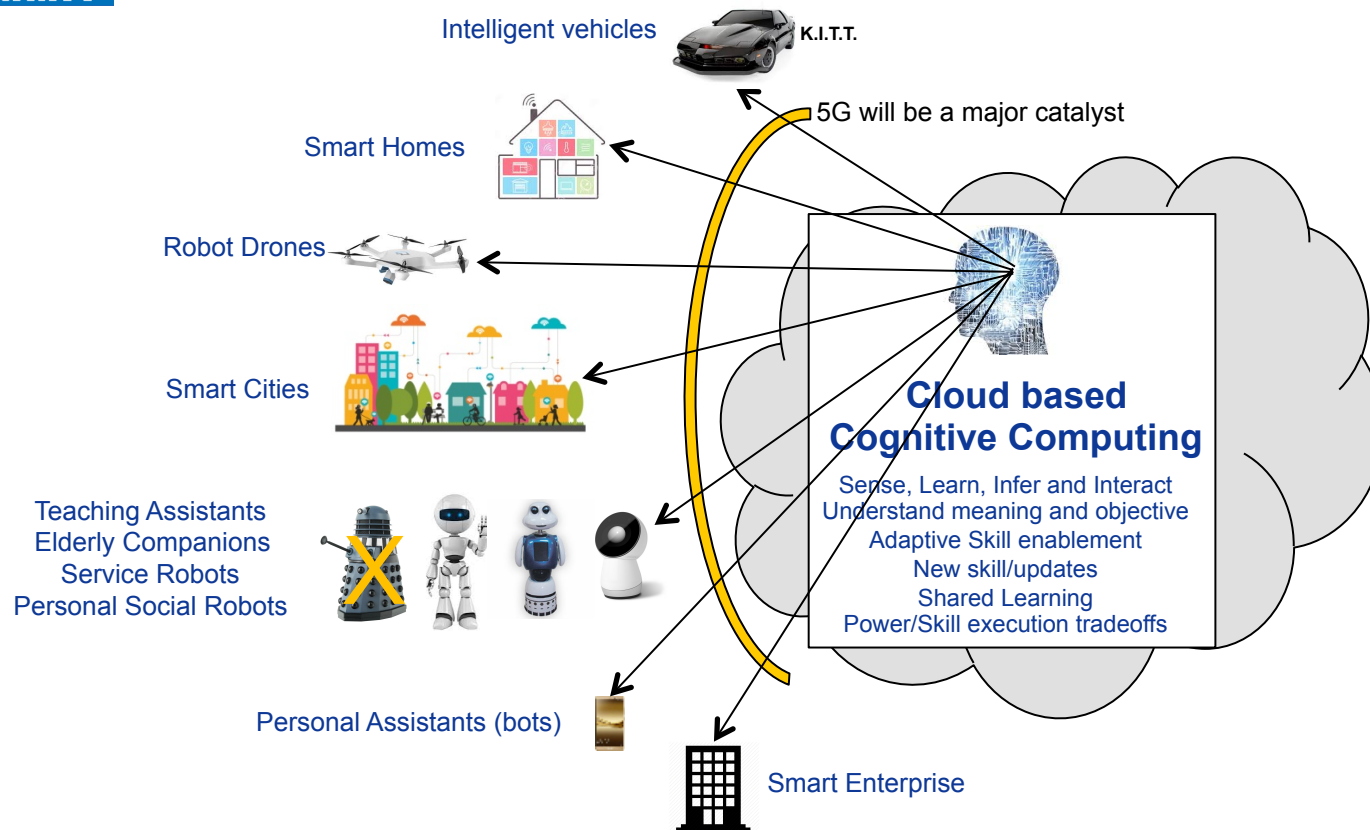 Intelligent vehicles
K.I.T.T.
5G will be a major catalyst
Smart Homes
Robot Drones
Smart Cities
Cloud based
Cognitive Computing
Sense, Learn, Infer and Interact
Understand meaning and objective
Adaptive Skill enablement
New skill/updates
Shared Learning
Power/Skill execution tradeoffs
Teaching Assistants
Elderly Companions
Service Robots
Personal Social Robots
X
Personal Assistants (bots)
Smart Enterprise